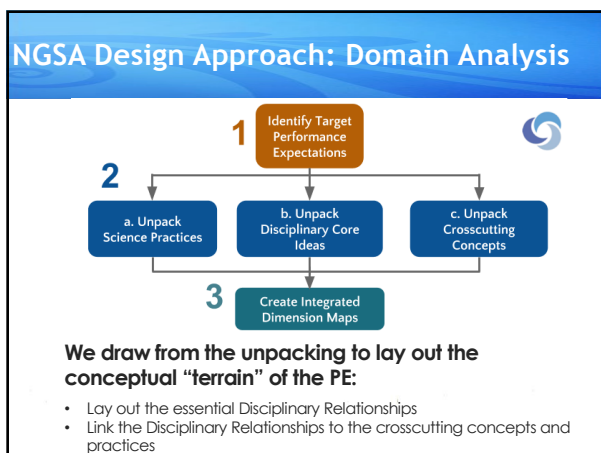 NGSA Design Approach: Domain Analysis
1
Identify Target
Performance
Expectations
2
a. Unpack
Science Practices
b. Unpack
Disciplinary Core
Ideas
c. Unpack
Crosscutting
Concepts
3
Create Integrated
Dimension Maps
We draw from the unpacking to lay out the
conceptual “terrain” of the PE:
• Lay out the essential Disciplinary Relationships
• Link the Disciplinary Relationships to the crosscutting concepts and
practices